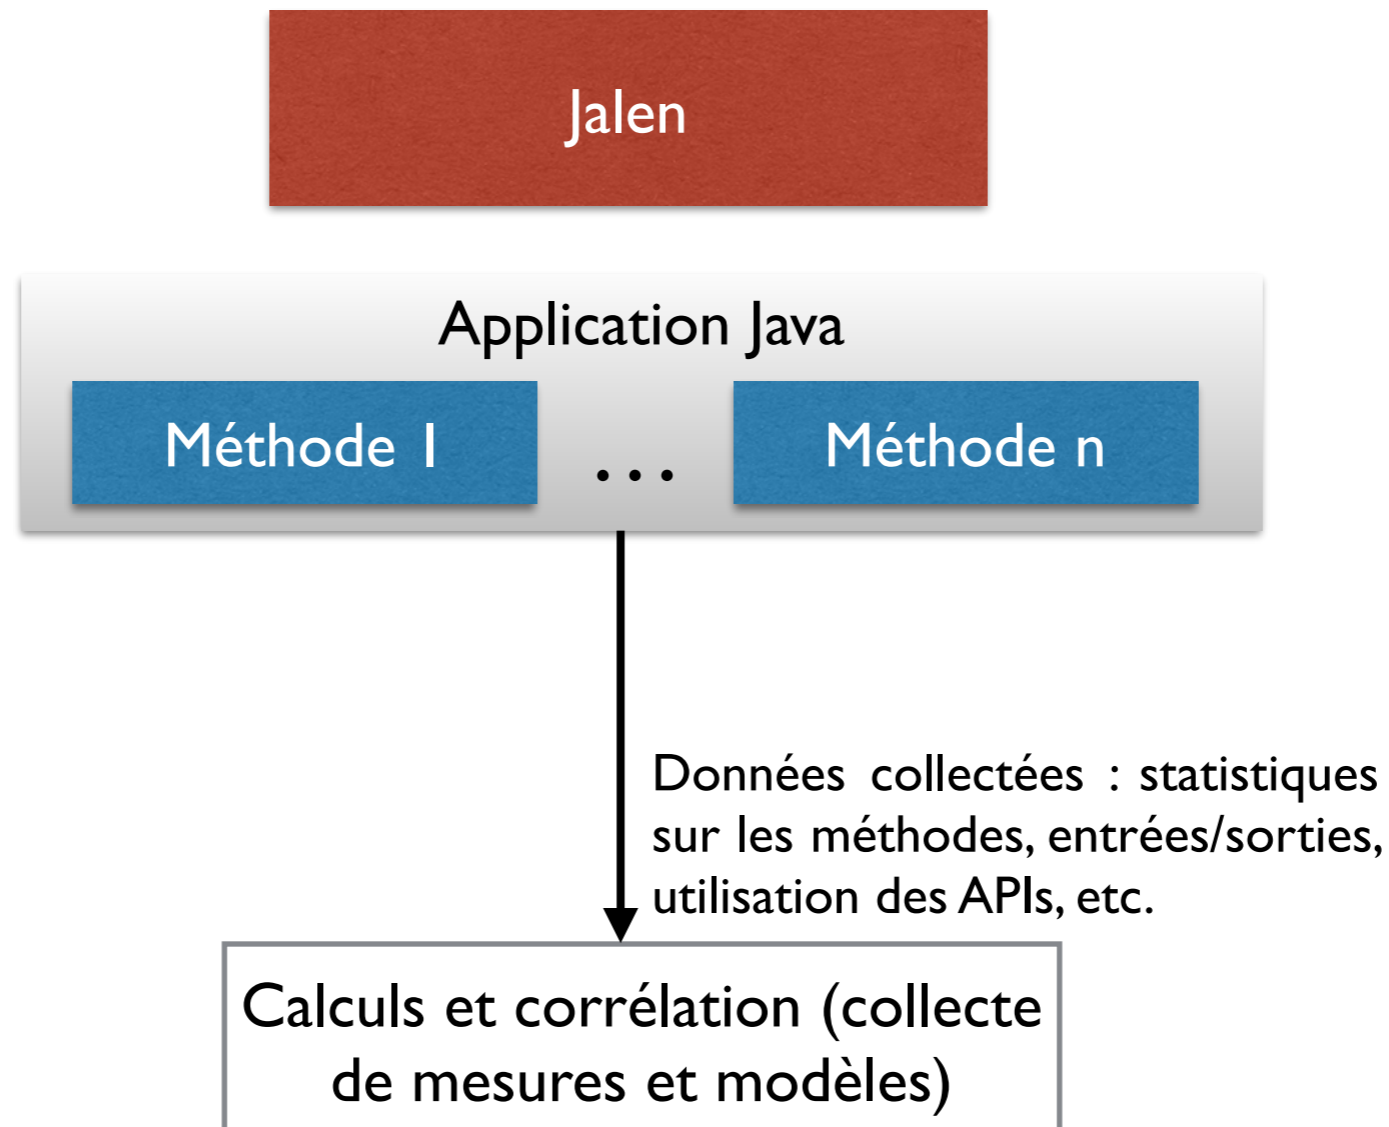 Jalen
Application Java
Méthode 1
...
Méthode n
Données collectées : statistiques
sur les méthodes, entrées/sorties,
utilisation des APIs, etc.
Calculs et corrélation (collecte
de mesures et modèles)